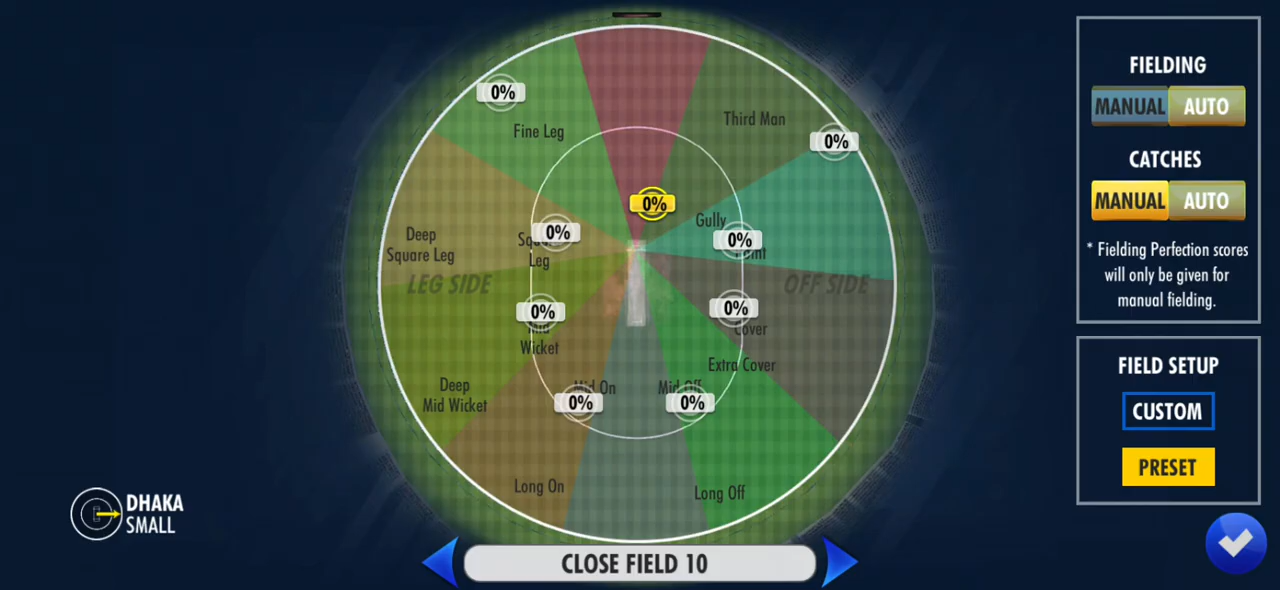 FIELDING
MANUAL AUTO
CATCHES
MANUAL AUTO
* Fielding Perfection scores
will only be given for
manual fielding.
FIELD SETUP
CUSTOM
PRESET
0%
Fine Leg
Third Man
0%
0%
Gully
0%
0%
Deep
Square Leg
Leg
LEG SIDE
OFF SIDE
0%
0%
Cover
Wicket
Extra Cover
Deep
Mid Wicket
Mid On
Mid Off
0%
0%
Long On
Long Off
DHAKA
SMALL
CLOSE FIELD 10